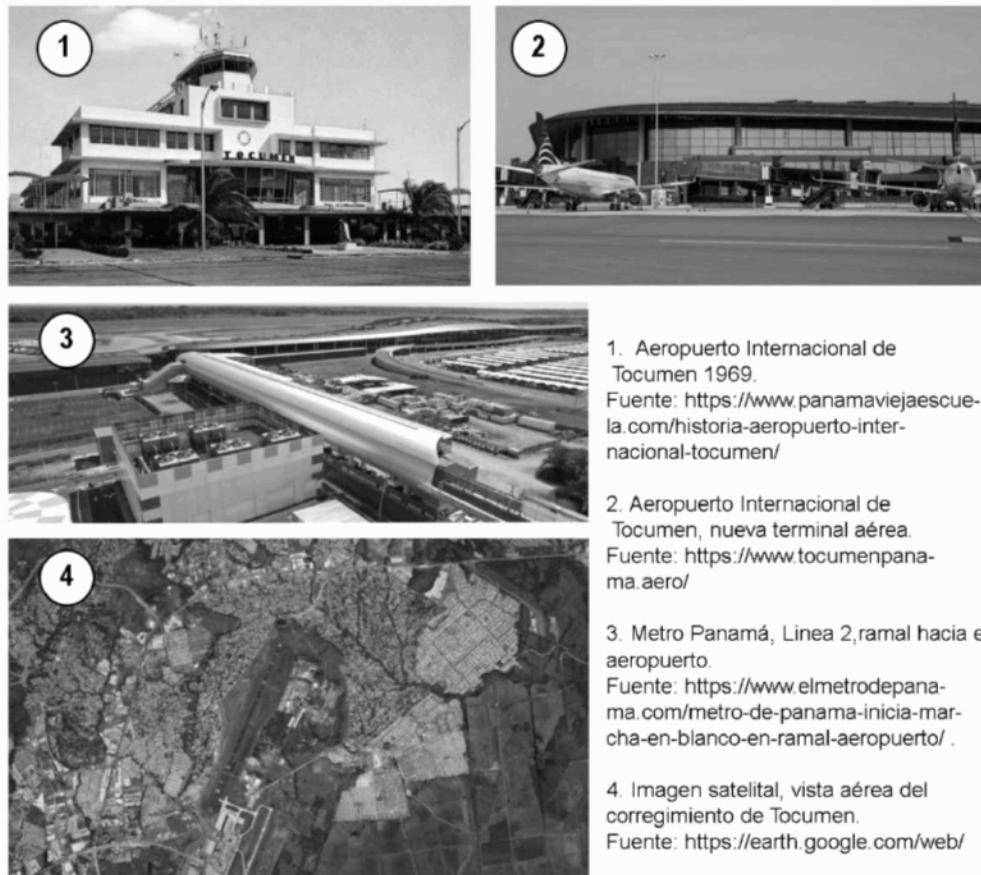 1
2
TOCUMEN
3
4
1. Aeropuerto Internacional de
Tocumen 1969.
Fuente: https://www.panamaviejaescue-
la.com/historia-aeropuerto-inter-
nacional-tocumen/
2. Aeropuerto Internacional de
Tocumen, nueva terminal aérea.
Fuente: https://www.tocumenpana-
ma.aero/
3. Metro Panamá, Linea 2,ramal hacia e
aeropuerto.
Fuente: https://www.elmetrodepana-
ma.com/metro-de-panama-inicia-mar-
cha-en-blanco-en-ramal-aeropuerto/ .
4. Imagen satelital, vista aérea del
corregimiento de Tocumen.
Fuente: https://earth.google.com/web/